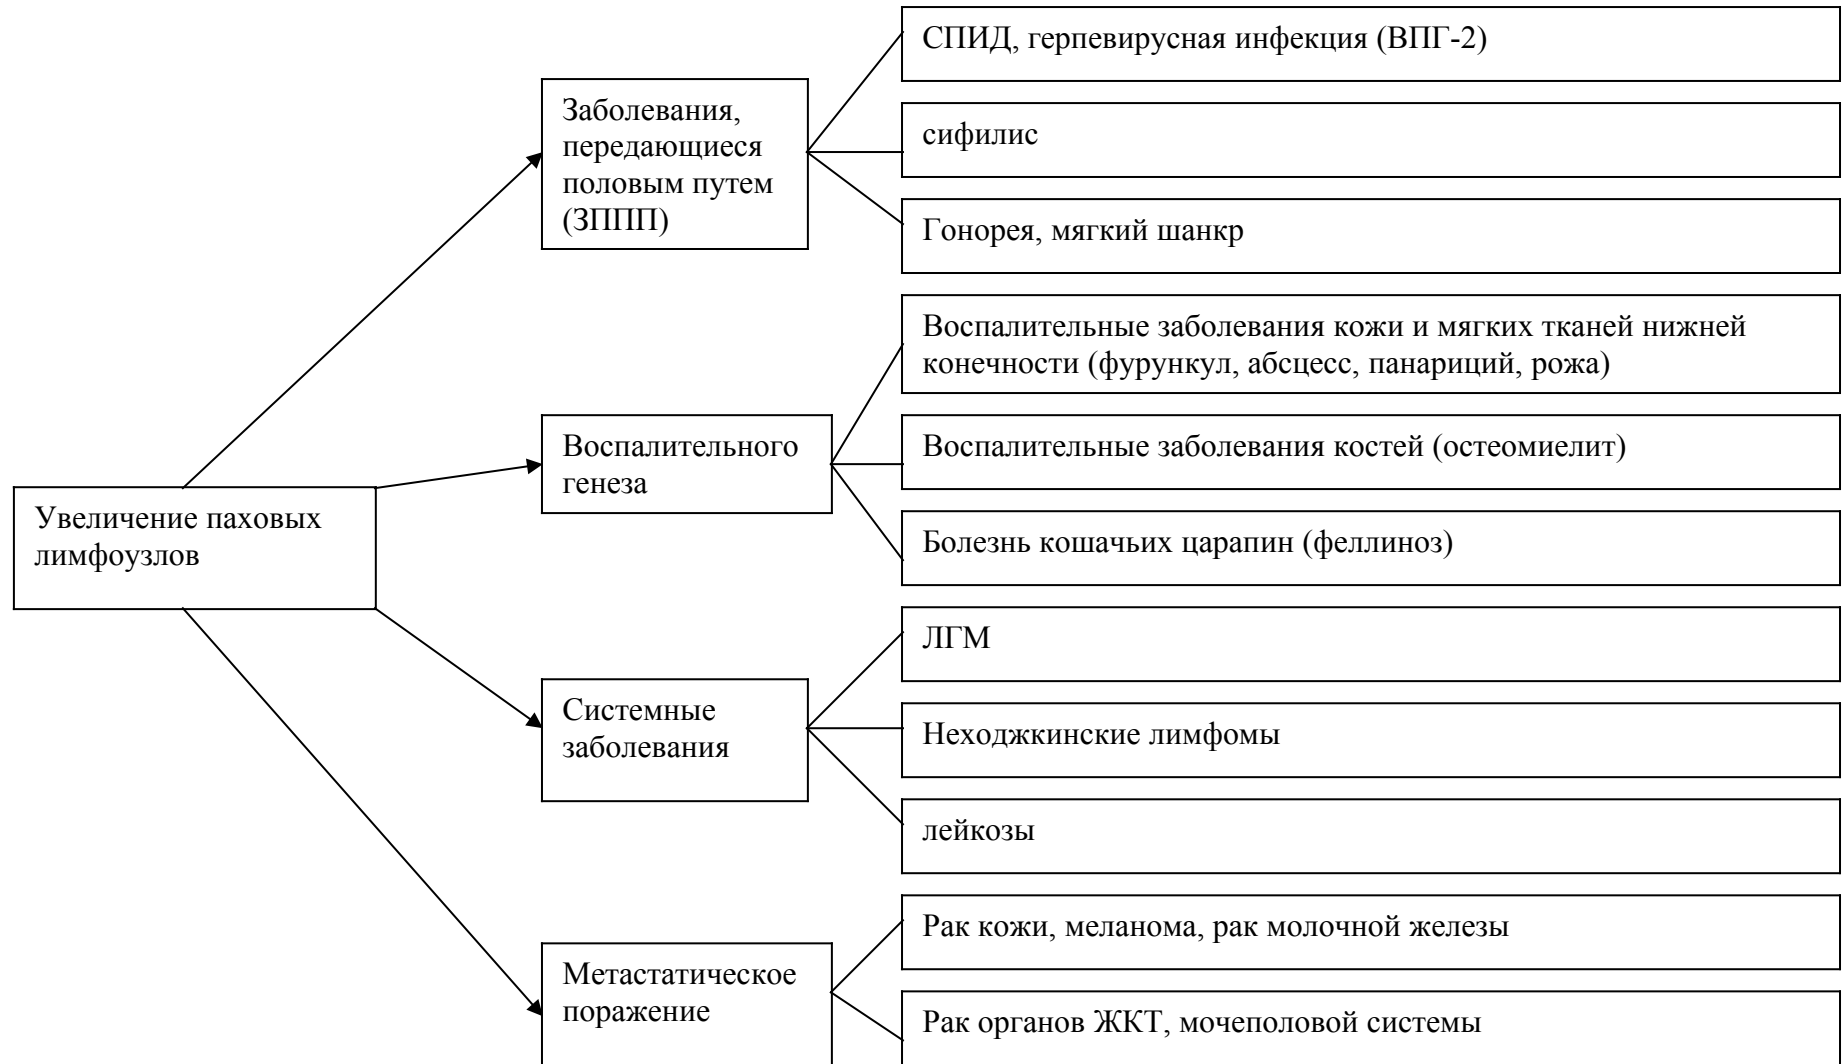 СПИД, герпевирусная инфекция (ВПГ-2)
Заболевания,
передающиеся
половым путем
(ЗППП)
сифилис
Гонорея, мягкий шанкр
Воспалительные заболевания кожи и мягких тканей нижней
конечности (фурункул, абсцесс, панариций, рожа)
Воспалительного
генеза
Воспалительные заболевания костей (остеомиелит)
Болезнь кошачьих царапин (феллиноз)
Увеличение паховых
лимфоузлов
ЛГМ
Системные
заболевания
Неходжкинские лимфомы
лейкозы
Рак кожи, меланома, рак молочной железы
Метастатическое
поражение
Рак органов ЖКТ, мочеполовой системы